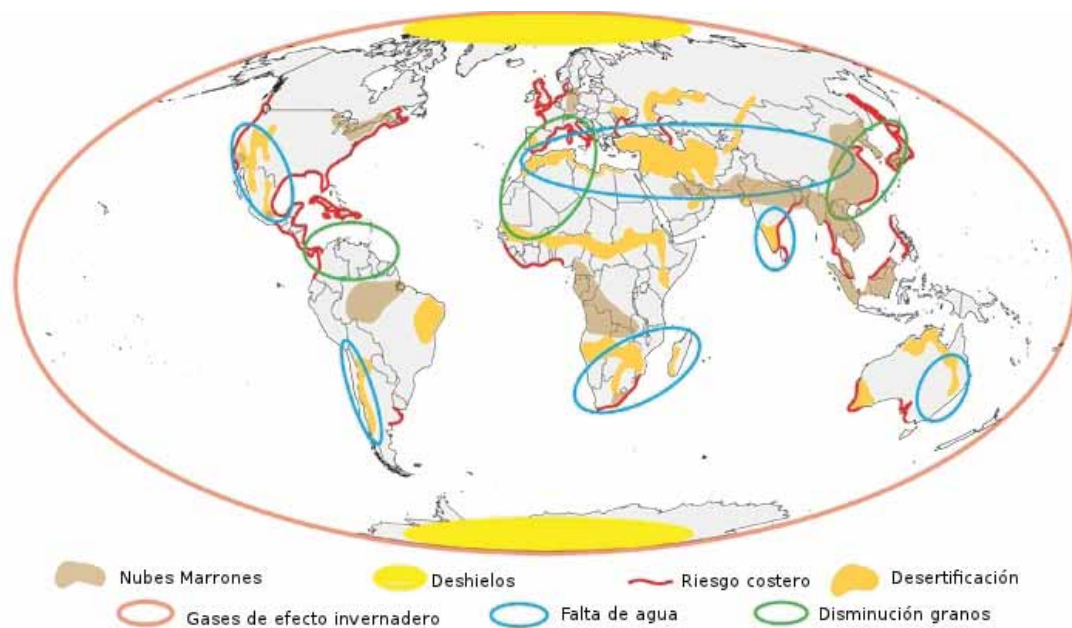 Nubes Marrones Deshielos Riesgo costero Desertificación
Gases de efecto invernadero Falta de agua Disminución granos